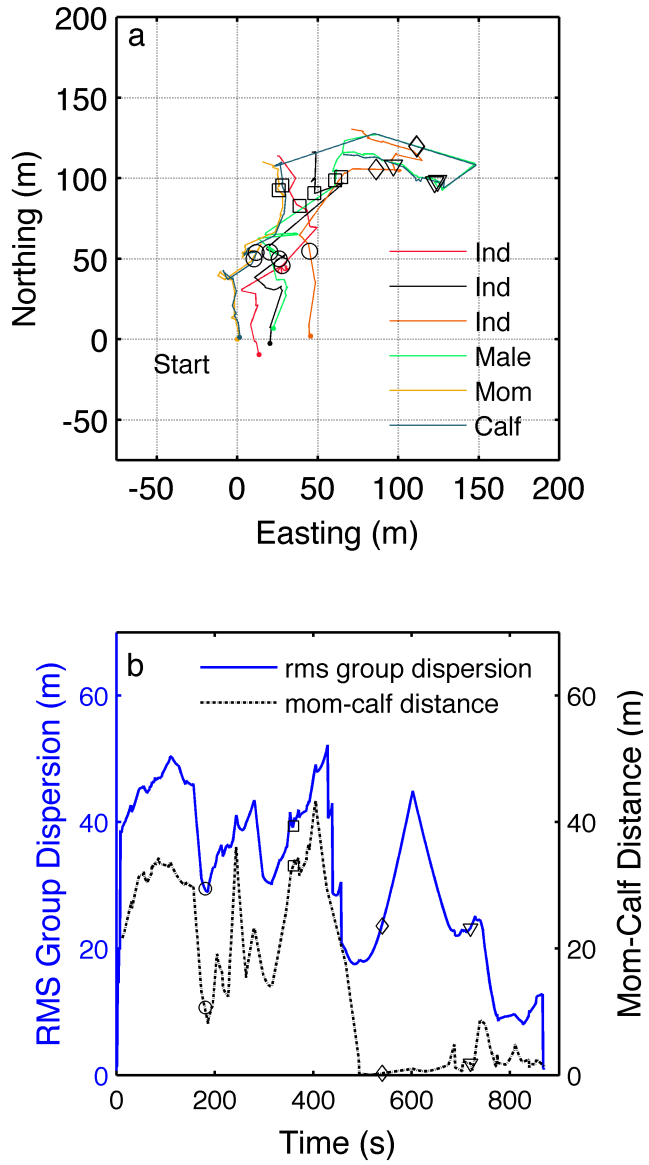 200
a
150
100
50
0
-50
Northing (m)
Ind
Ind
Ind
Male
Mom
Calf
Start
-50 0 50 100 150 200
Easting (m)
b
rms group dispersion
mom-calf distance
60 60
40 40
20 20
0 0
RMS Group Dispersion (m)
Mom-Calf Distance (m)
0 200 400 600 800
Time (s)